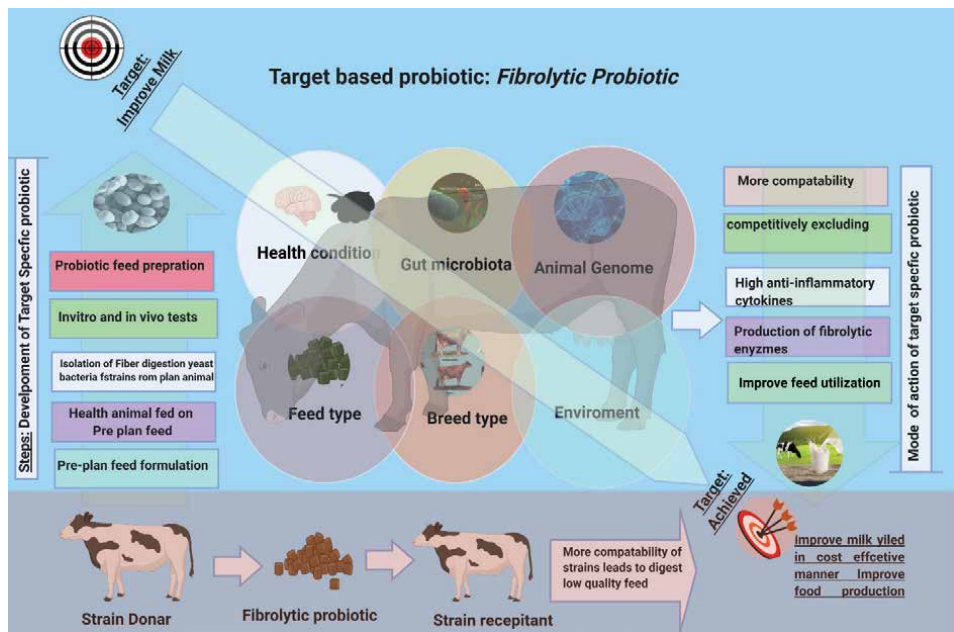 Target:
Improve Milk
Target based probiotic: Fibrolytic Probiotic
Steps: Develpoment of Target Specfic probiotic
Probiotic feed prepration
Invitro and in vivo tests
Isolation of Fiber digestion yeast
bacteria fstrains rom plan animal
Health animal fed on
Pre plan feed
Pre-plan feed formulation
Health condition
Gut microbiota
Animal Genome
Feed type
Breed type
Enviroment
More compatability
competitively excluding
High anti-inflammatory
cytokines
Production of fibrolytic
enyzmes
Improve feed utilization
Mode of action of target specific probiotic
Target:
Achieved
Strain Donar
Fibrolytic probiotic
Strain recepitant
More compatability of
strains leads to digest
low quality feed
Improve milk yiled
in cost effcetive
manner Improve
food production